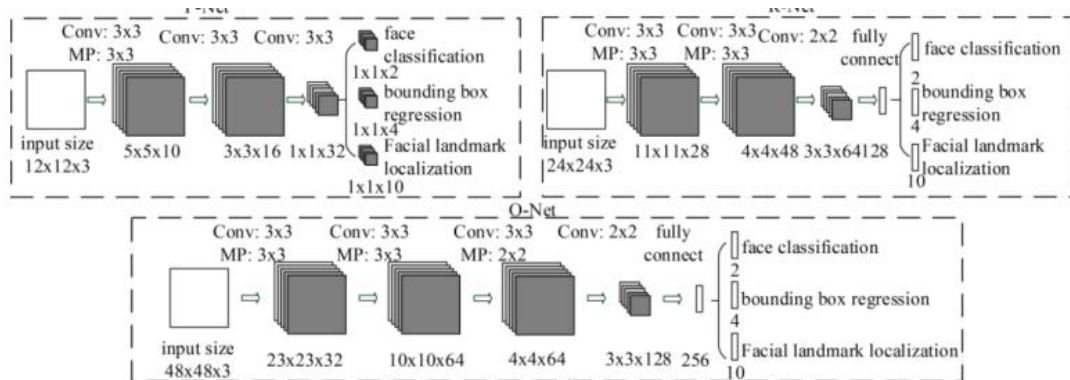 P-Net
Conv: 3x3
MP: 3x3
Conv: 3x3
Conv: 3x3
face
classification
1x1x2
bounding box
regression
1x1x4
Facial landmark
localization
1x1x10
input size
12x12x3
5x5x10
3x3x16
1x1x32
R-Net
Conv: 3x3
MP: 3x3
Conv: 3x3
MP: 3x3
Conv: 2x2
fully
connect
face classification
2
bounding box
regression
4
Facial landmark
localization
10
input size
24x24x3
11x11x28
4x4x48
3x3x64
128
O-Net
Conv: 3x3
MP: 3x3
Conv: 3x3
MP: 3x3
Conv: 3x3
MP: 2x2
Conv: 2x2
fully
connect
face classification
2
bounding box regression
4
Facial landmark localization
10
input size
48x48x3
23x23x32
10x10x64
4x4x64
3x3x128
256